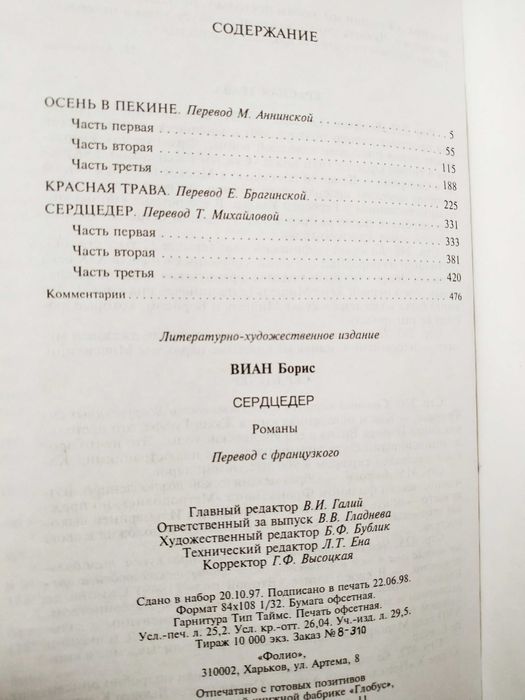 СОДЕРЖАНИЕ
ОСЕНЬ В ПЕКИНЕ. Перевод М. Аннинской . . . . . . . . . . . . . . 5
Часть первая . . . . . . . . . . . . . . . . . . . . . . . . . . . . 55
Часть вторая . . . . . . . . . . . . . . . . . . . . . . . . . . . . 115
Часть третья . . . . . . . . . . . . . . . . . . . . . . . . . . . . 188
КРАСНАЯ ТРАВА. Перевод Е. Брагинской. . . . . . . . . . . . . . 225
СЕРДЦЕДЕР. Перевод Т. Михайловой . . . . . . . . . . . . . . . 331
Часть первая . . . . . . . . . . . . . . . . . . . . . . . . . . . . 333
Часть вторая . . . . . . . . . . . . . . . . . . . . . . . . . . . . 381
Часть третья . . . . . . . . . . . . . . . . . . . . . . . . . . . . 420
Комментарии . . . . . . . . . . . . . . . . . . . . . . . . . . . . 476
Литературно-художественное издание
ВИАН Борис
СЕРДЦЕДЕР
Романы
Перевод с французкого
Главный редактор В.И. Галий
Ответственный за выпуск В.В. Гладнева
Художественный редактор Б.Ф. Бублик
Технический редактор Л.Т. Ена
Корректор Г.Ф. Высоцкая
Сдано в набор 20.10.97. Подписано в печать 22.06.98.
Формат 84х108 1/32. Бумага офсетная.
Гарнитура Тип Таймс. Печать офсетная.
Усл.-печ. л. 25,2. Усл. кр.-отт. 26,04. Уч.-изд. л. 29,5.
Тираж 10 000 экз. Заказ № 8-310
«Фолио»,
310002, Харьков, ул. Артема, 8
Отпечатано с готовых позитивов
книжной фабрике «Глобус»,